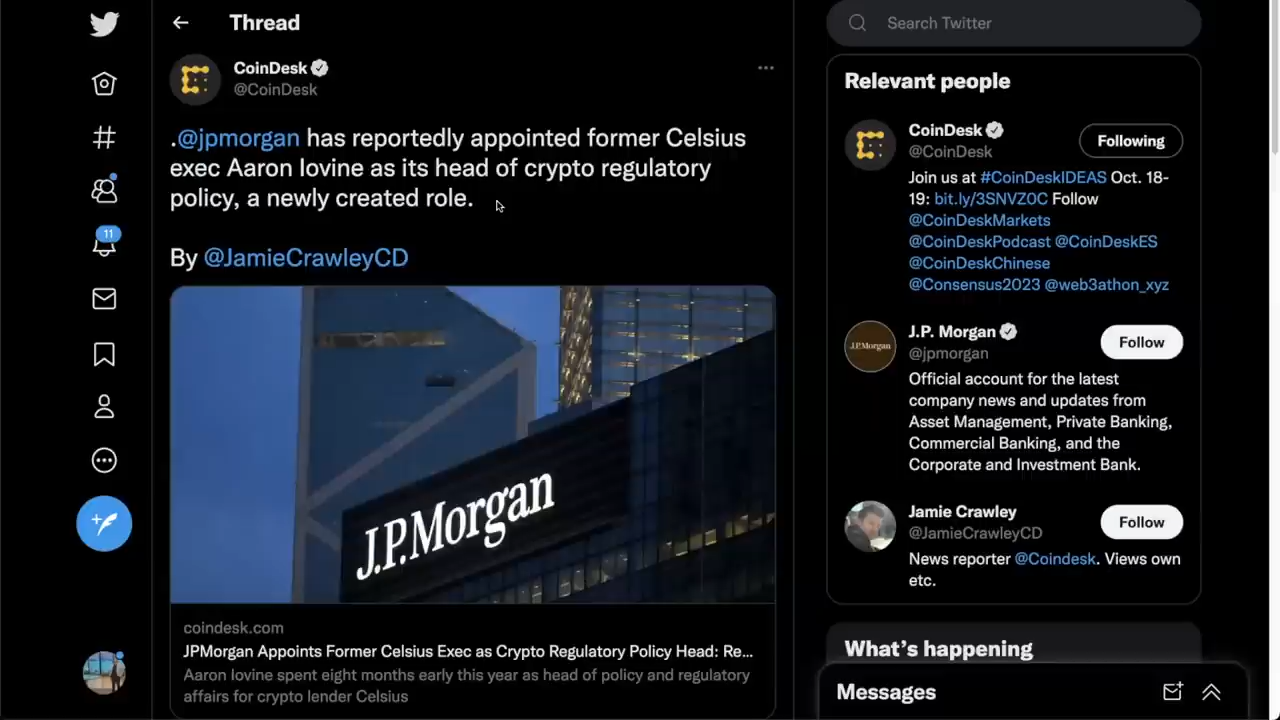 Thread
CoinDesk
@CoinDesk
.@jpmorgan has reportedly appointed former Celsius
exec Aaron Iovine as its head of crypto regulatory
policy, a newly created role.
By @JamieCrawleyCD
J.P.Morgan
coindesk.com
JPMorgan Appoints Former Celsius Exec as Crypto Regulatory Policy Head: Re...
Aaron Iovine spent eight months early this year as head of policy and regulatory
affairs for crypto lender Celsius
11
Search Twitter
Relevant people
CoinDesk
@CoinDesk
Following
Join us at #CoinDeskIDEAS Oct. 18-
19: bit.ly/3SNVZ0C Follow
@CoinDeskMarkets
@CoinDeskPodcast @CoinDeskES
@CoinDeskChinese
@Consensus2023 @web3athon_xyz
J.P.Morgan
J.P. Morgan
@jpmorgan
Follow
Official account for the latest
company news and updates from
Asset Management, Private Banking,
Commercial Banking, and the
Corporate and Investment Bank.
Jamie Crawley
@JamieCrawleyCD
Follow
News reporter @Coindesk. Views own
etc.
What's happening
Messages